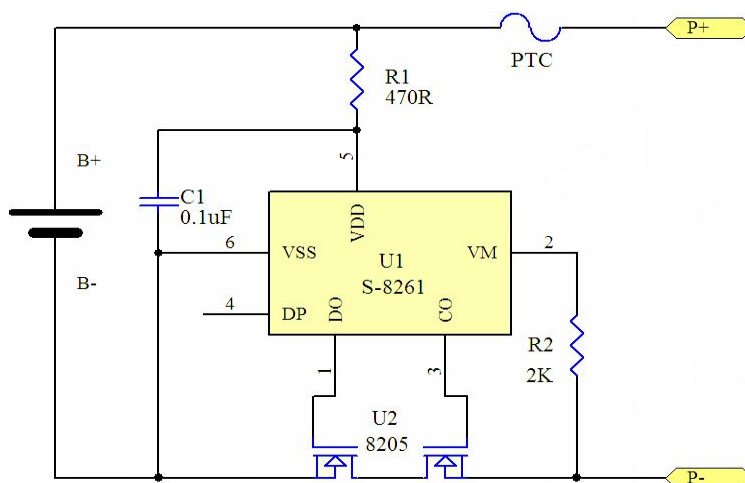 P+
PTC
R1
470R
B+
5
C1
0.1uF
VDD
6
VSS
U1
S-8261
VM
2
B-
4
DP
DO
CO
R2
2K
1
3
U2
8205
P-